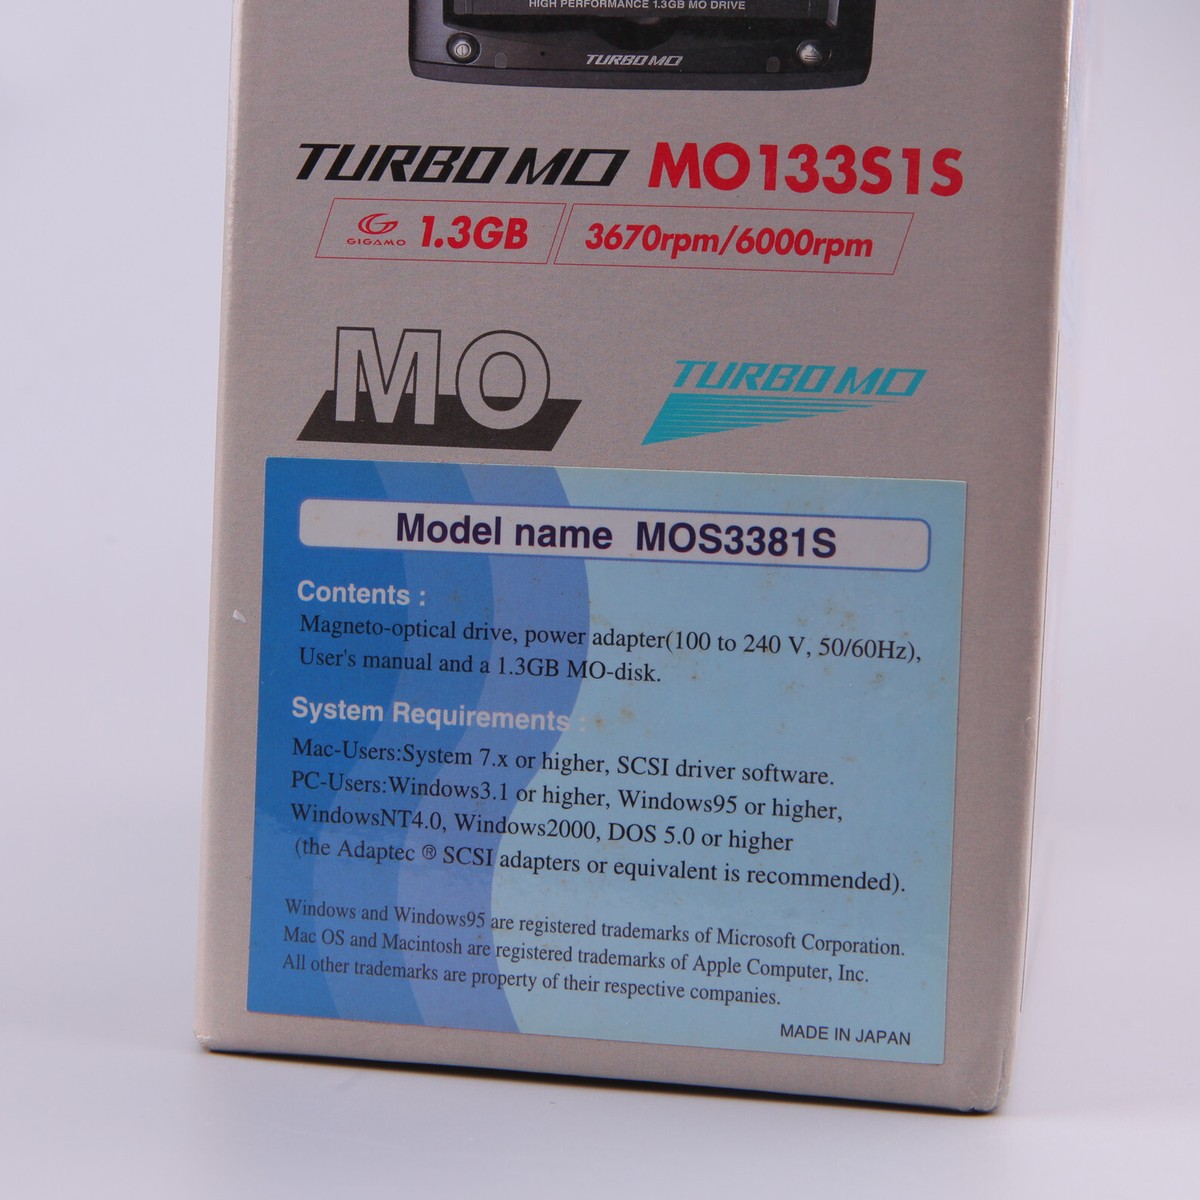 HIGH PERFORMANCE 1.3GB MO DRIVE
TURBO MO
TURBO MO MO133S1S
GIGAMO 1.3GB 3670rpm/6000rpm
MO TURBO MO
Model name MOS3381S
Contents :
Magneto-optical drive, power adapter(100 to 240 V, 50/60Hz),
User's manual and a 1.3GB MO-disk.
System Requirements :
Mac-Users:System 7.x or higher, SCSI driver software.
PC-Users:Windows3.1 or higher, Windows95 or higher,
WindowsNT4.0, Windows2000, DOS 5.0 or higher
(the Adaptec ® SCSI adapters or equivalent is recommended).
Windows and Windows95 are registered trademarks of Microsoft Corporation.
Mac OS and Macintosh are registered trademarks of Apple Computer, Inc.
All other trademarks are property of their respective companies.
MADE IN JAPAN